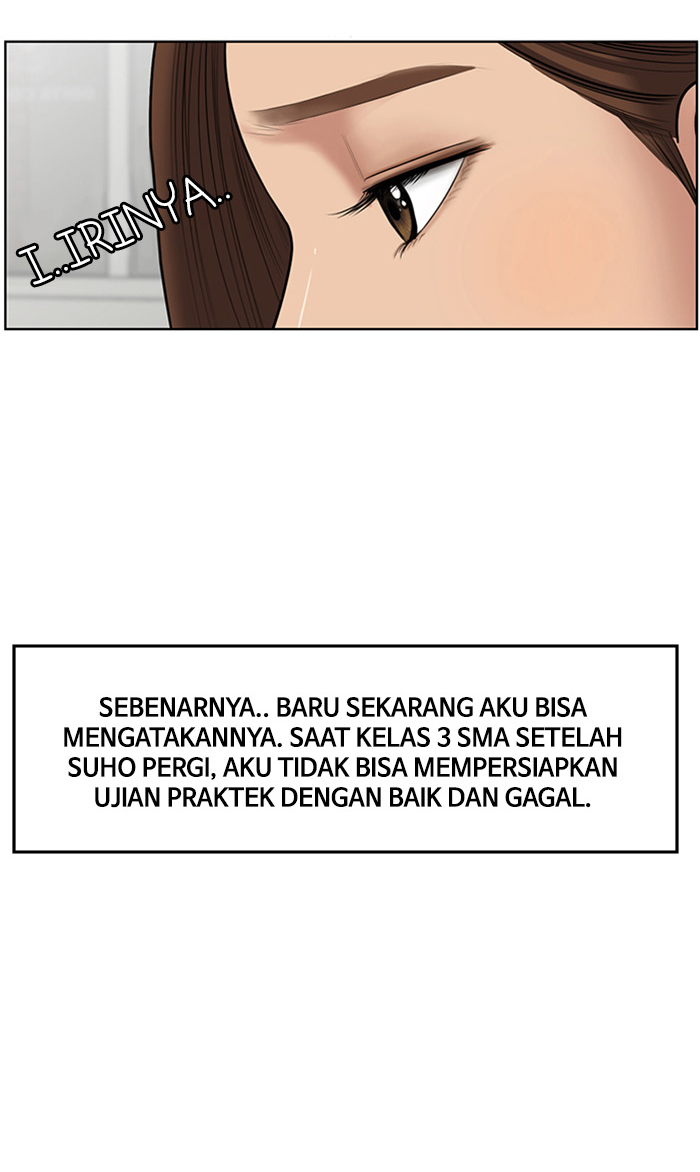 I..IRINYA..
SEBENARNYA.. BARU SEKARANG AKU BISA
MENGATAKANNYA. SAAT KELAS 3 SMA SETELAH
SUHO PERGI, AKU TIDAK BISA MEMPERSIAPKAN
UJIAN PRAKTEK DENGAN BAIK DAN GAGAL.